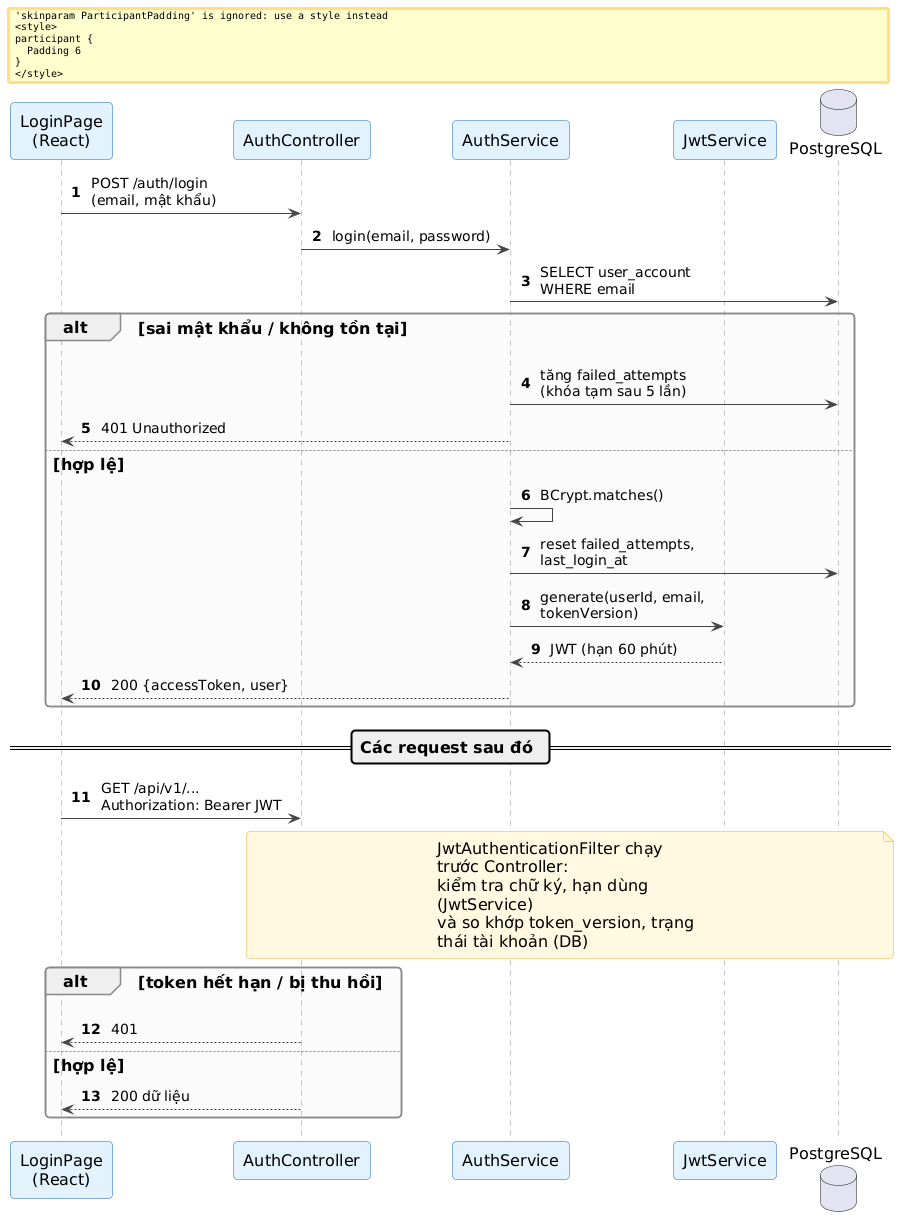 'skinparam ParticipantPadding' is ignored: use a style instead
<style>
participant {
  Padding 6
}
</style>
LoginPage
(React)
AuthController
AuthService
JwtService
PostgreSQL
1 POST /auth/login
(email, mật khẩu)
2 login(email, password)
3 SELECT user_account
WHERE email
alt [sai mật khẩu / không tồn tại]
4 tăng failed_attempts
(khóa tạm sau 5 lần)
5 401 Unauthorized
[hợp lệ]
6 BCrypt.matches()
7 reset failed_attempts,
last_login_at
8 generate(userId, email,
tokenVersion)
9 JWT (hạn 60 phút)
10 200 {accessToken, user}
Các request sau đó
11 GET /api/v1/...
Authorization: Bearer JWT
JwtAuthenticationFilter chạy
trước Controller:
kiểm tra chữ ký, hạn dùng
(JwtService)
và so khớp token_version, trạng
thái tài khoản (DB)
alt [token hết hạn / bị thu hồi]
12 401
[hợp lệ]
13 200 dữ liệu
LoginPage
(React)
AuthController
AuthService
JwtService
PostgreSQL